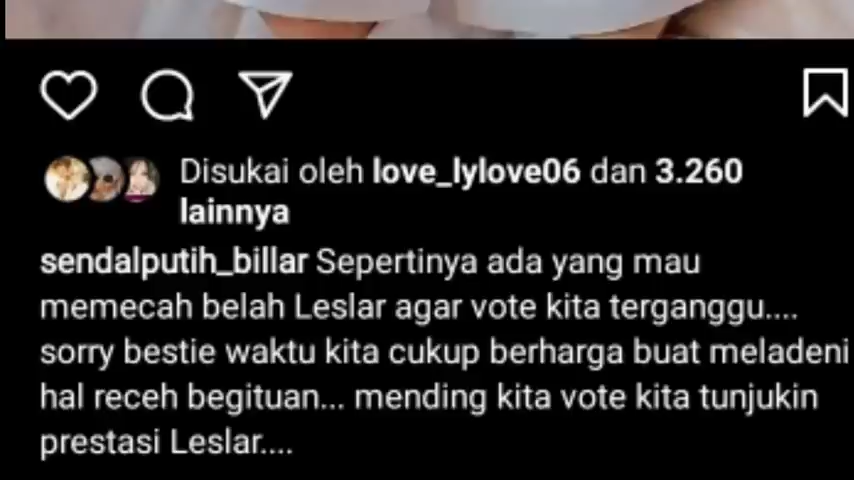 Disukai oleh love_lylove06 dan 3.260
lainnya
sendalputih_billar Sepertinya ada yang mau
memecah belah Leslar agar vote kita terganggu....
sorry bestie waktu kita cukup berharga buat meladeni
hal receh begituan... mending kita vote kita tunjukin
prestasi Leslar....